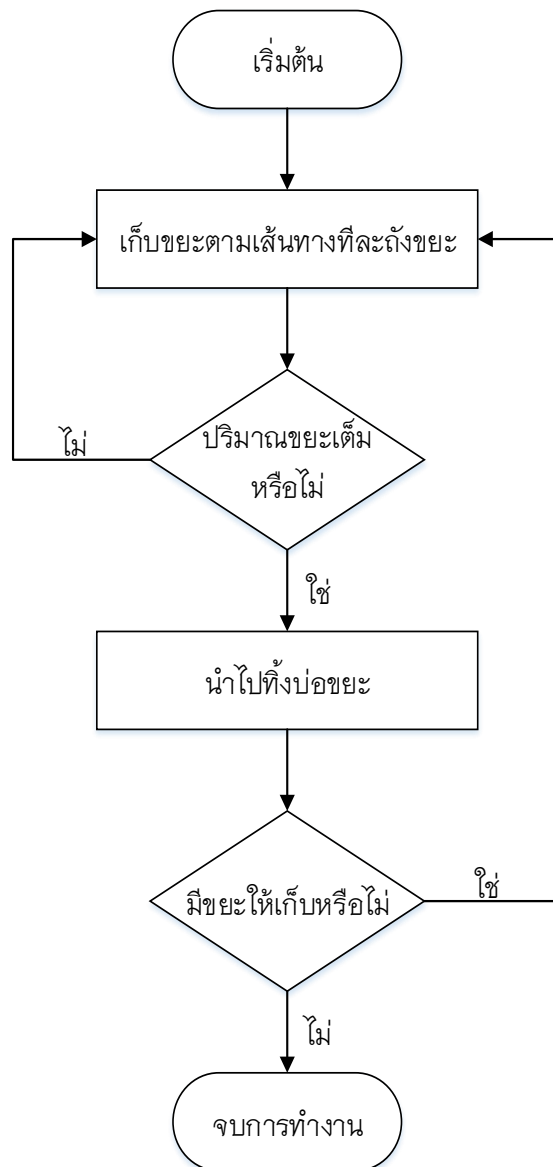 เริ่มต้น
เก็บขยะตามเส้นทางทีละถังขยะ
ปริมาณขยะเต็ม
หรือไม่
ไม่
ใช่
นำไปทิ้งบ่อขยะ
มีขยะให้เก็บหรือไม่
ใช่
ไม่
จบการทำงาน